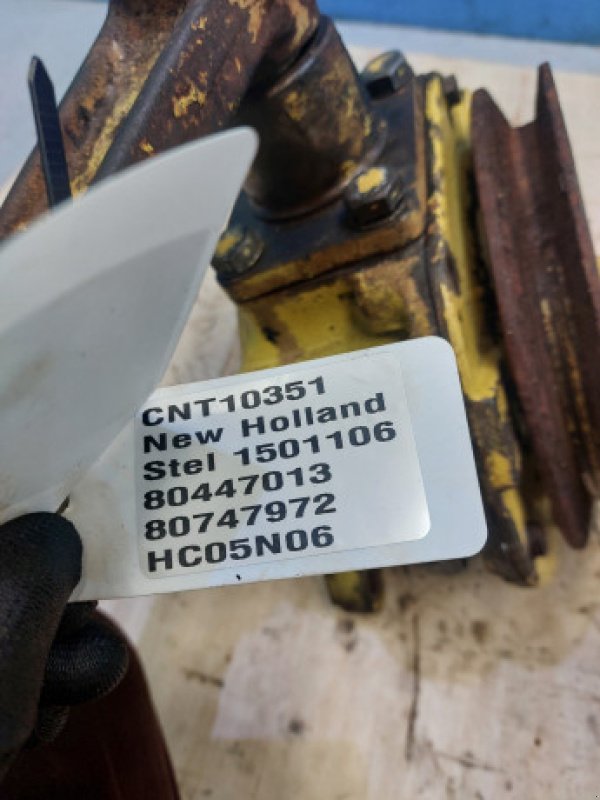 CNT10351
New Holland
Stel 1501106
80447013
80747972
HC05N06